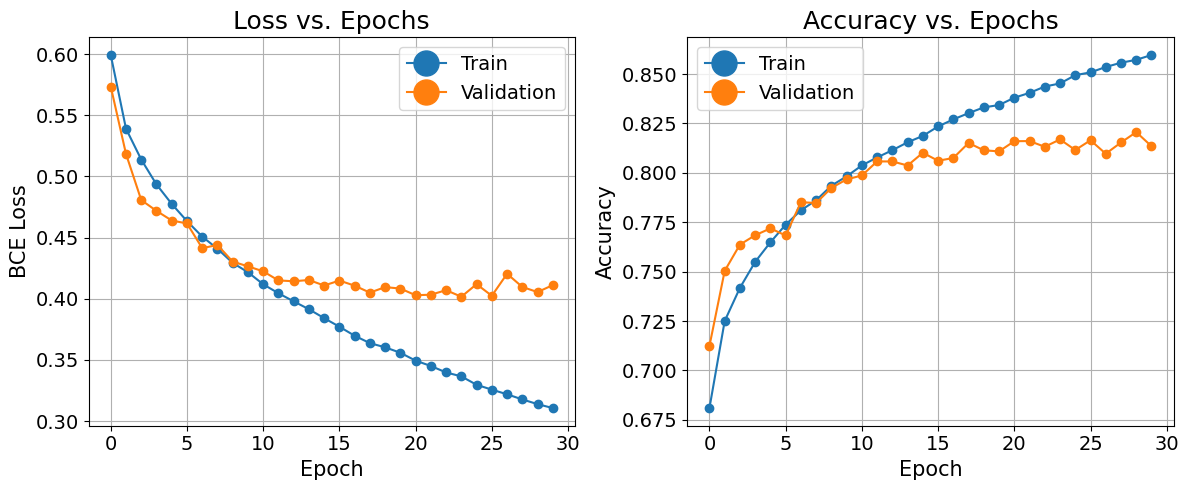 Loss vs. Epochs
Train
Validation
BCE Loss
0.60
0.55
0.50
0.45
0.40
0.35
0.30
0 5 10 15 20 25 30
Epoch
Accuracy vs. Epochs
Train
Validation
Accuracy
0.850
0.825
0.800
0.775
0.750
0.725
0.700
0.675
0 5 10 15 20 25 30
Epoch